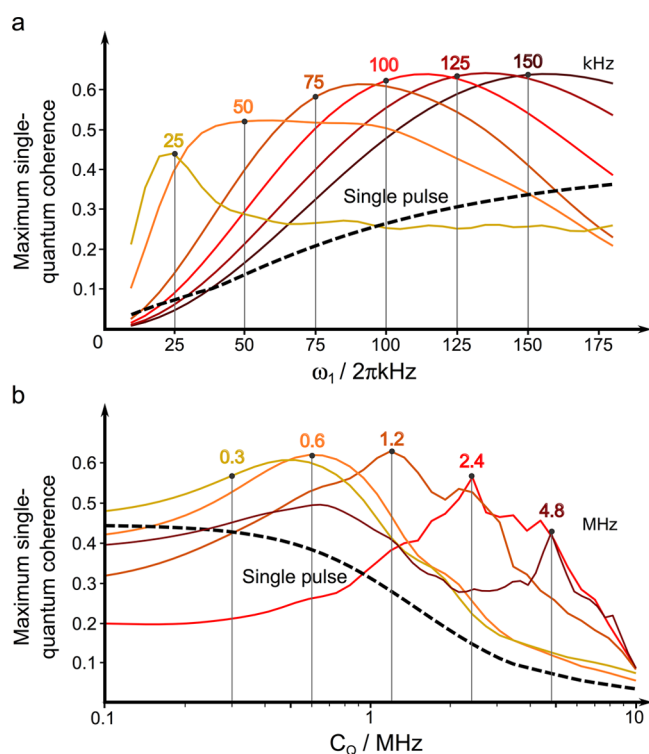 a
Maximum single-
quantum coherence
0.6
0.5
0.4
0.3
0.2
0.1
0
25
50
75
100
125
150
kHz
Single pulse
25
50
75
100
125
150
175
ω₁ / 2πkHz
b
Maximum single-
quantum coherence
0.6
0.5
0.4
0.3
0.2
0.1
0.3
0.6
1.2
2.4
4.8
MHz
Single pulse
0.1
1
10
C_Q / MHz